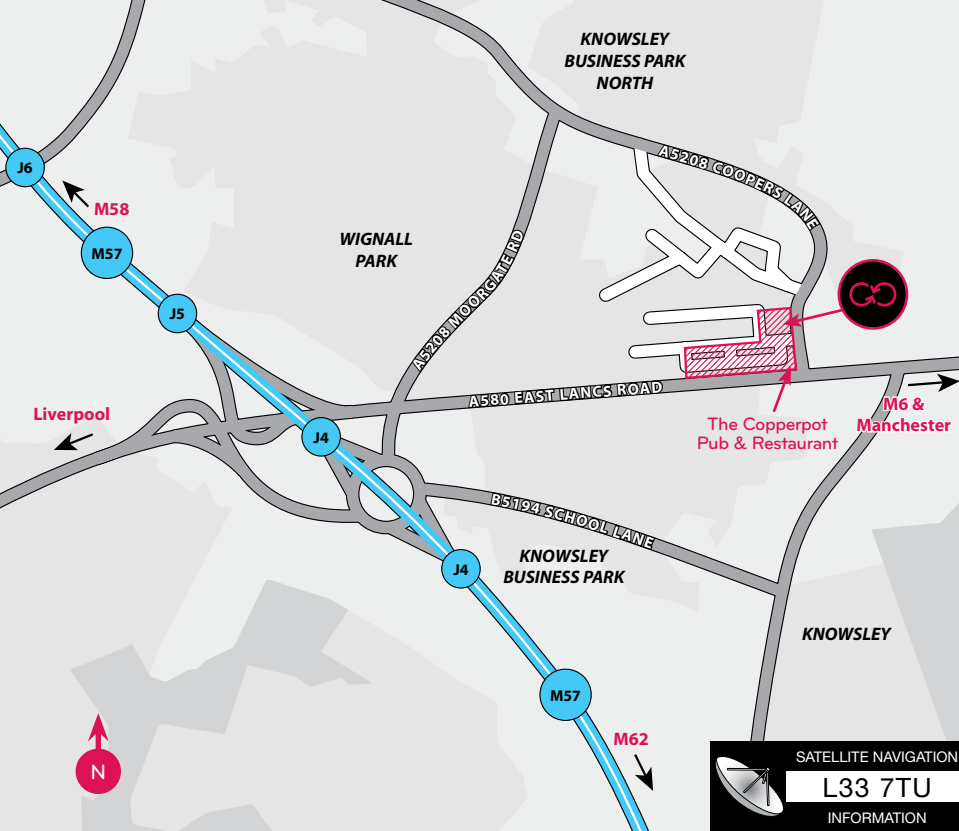 KNOWSLEY
BUSINESS PARK
NORTH
A5208 COOPERS LANE
J6
M58
M57
WIGNALL
PARK
J5
A5208 MOORGATE RD
A580 EAST LANCS ROAD
Liverpool
J4
The Copperpot
Pub & Restaurant
M6 &
Manchester
B5194 SCHOOL LANE
KNOWSLEY
BUSINESS PARK
J4
KNOWSLEY
M57
M62
N
SATELLITE NAVIGATION
L33 7TU
INFORMATION